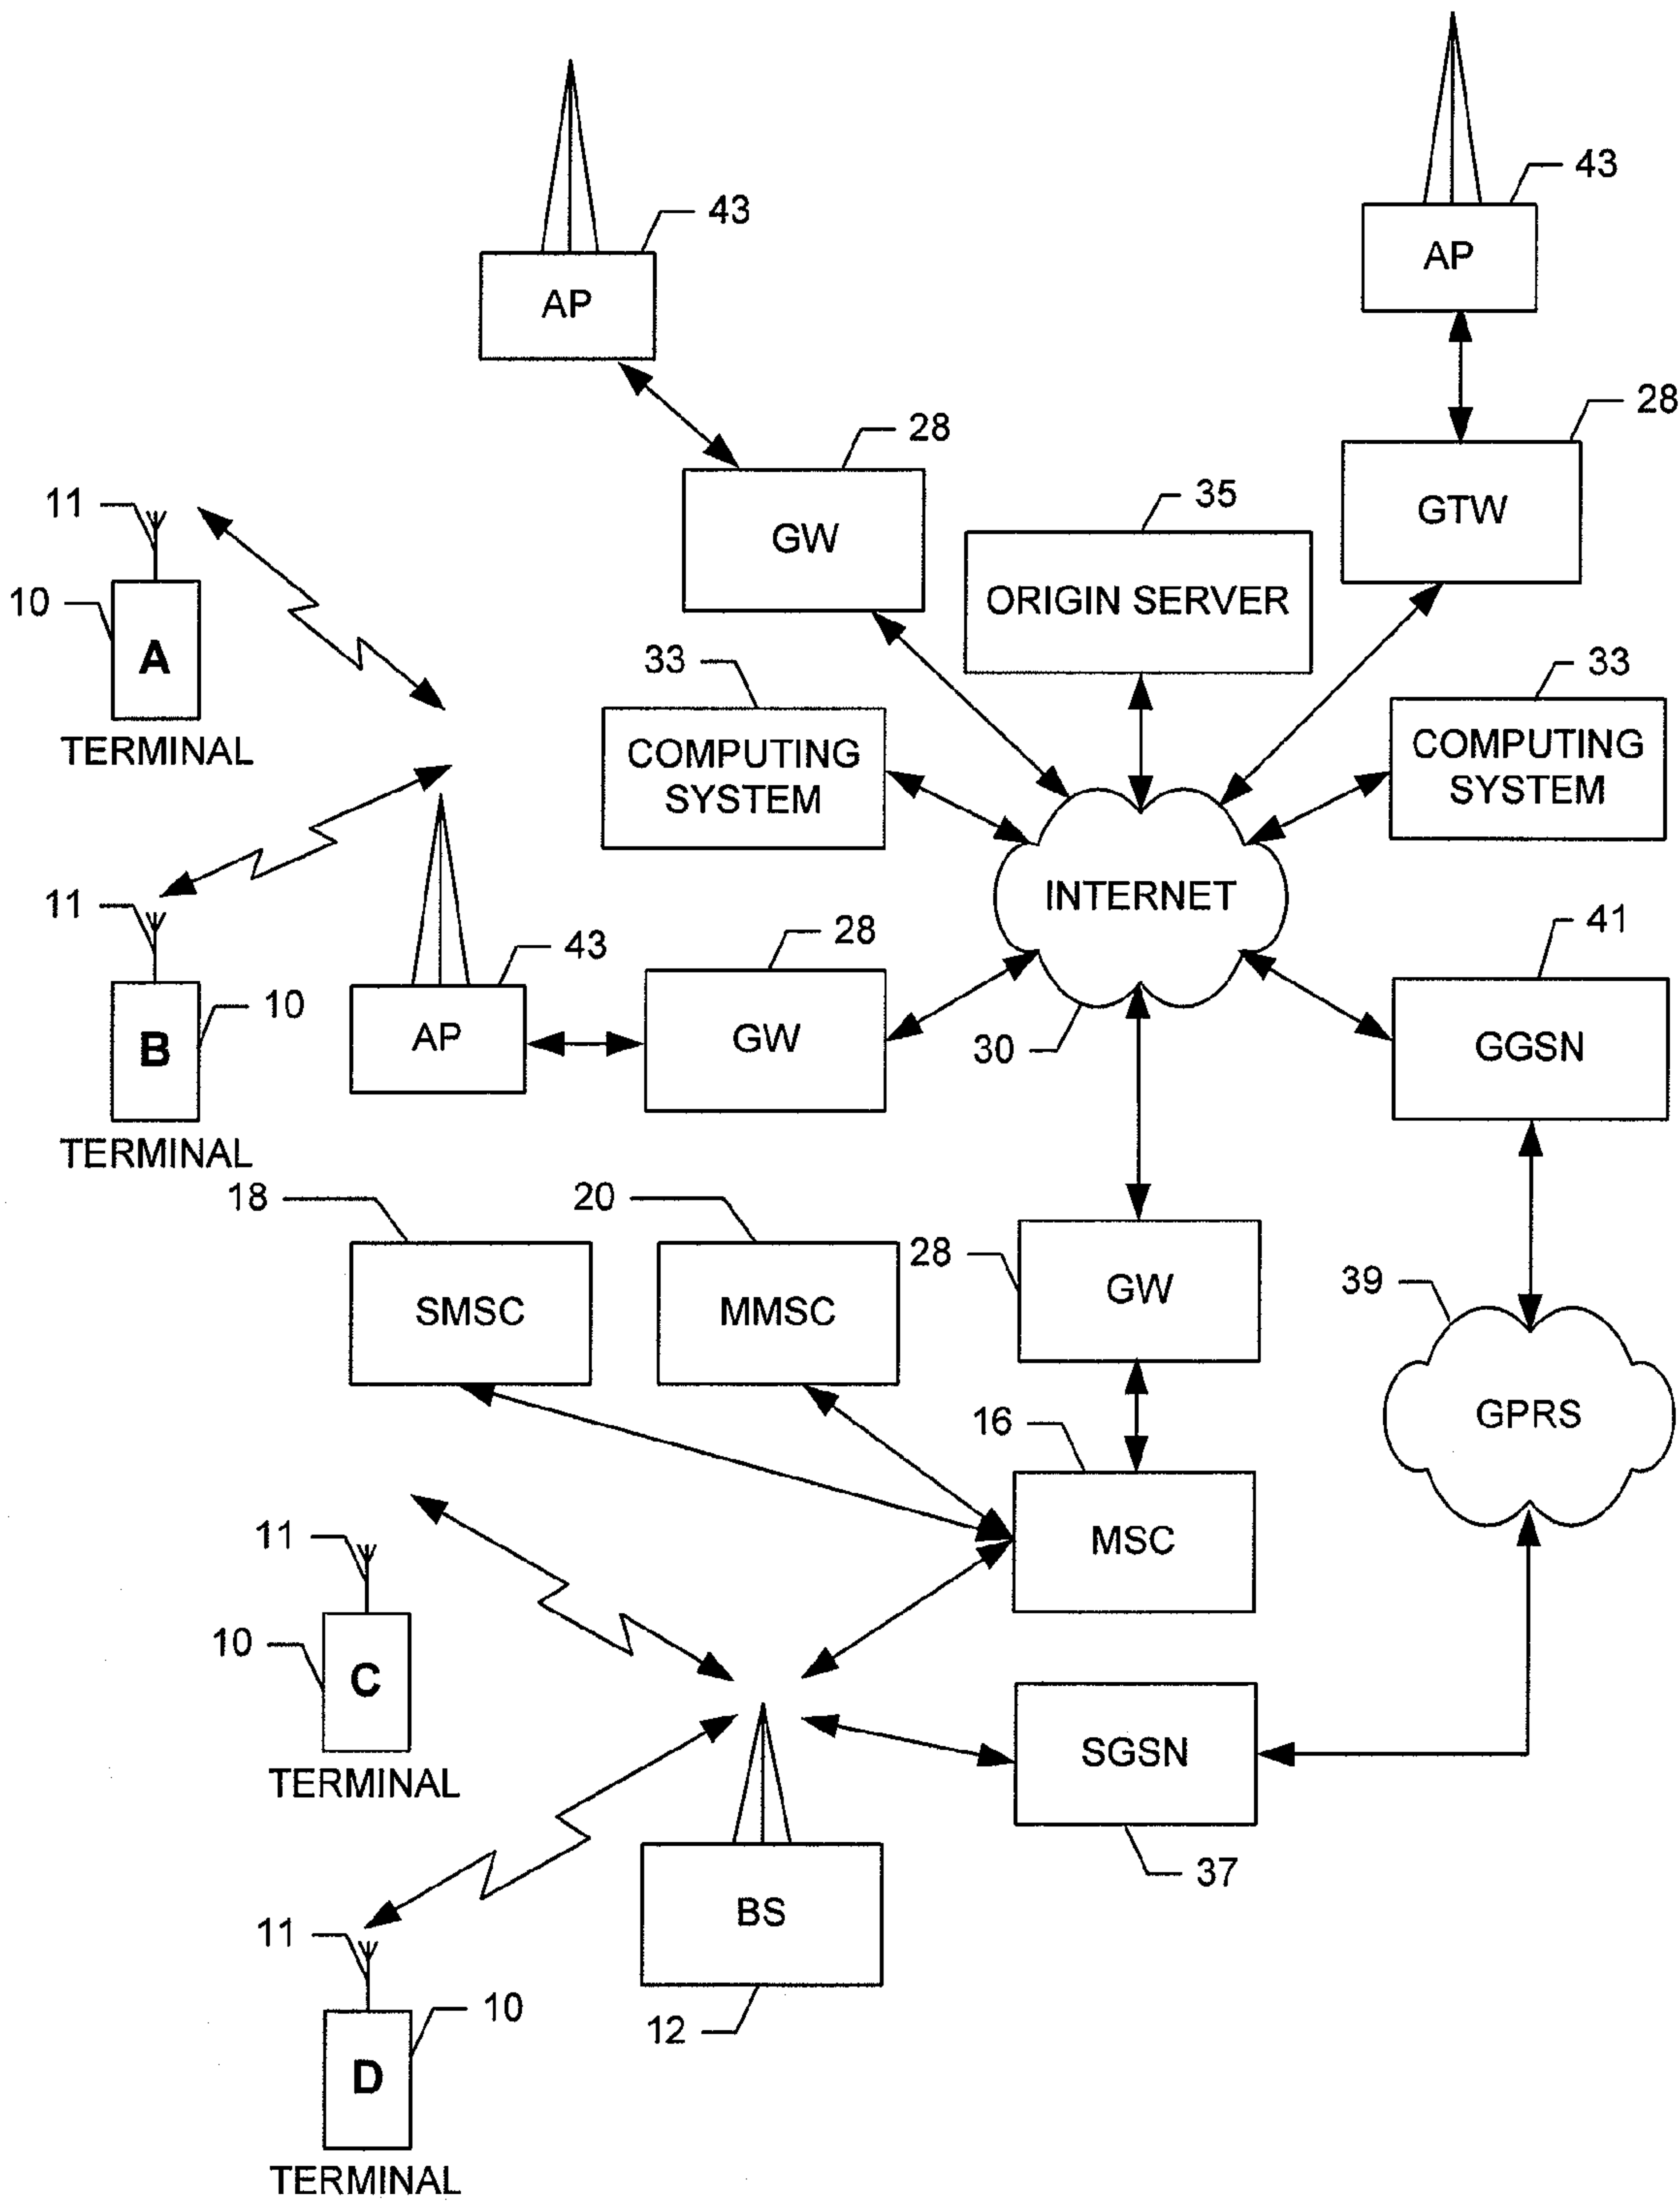 43
AP
43
AP
28
GW
28
GTW
35
ORIGIN SERVER
11
10
A
TERMINAL
33
COMPUTING
SYSTEM
33
COMPUTING
SYSTEM
INTERNET
30
11
10
B
TERMINAL
43
AP
28
GW
41
GGSN
18
SMSC
20
MMSC
28
GW
39
GPRS
16
MSC
11
10
C
TERMINAL
SGSN
37
BS
12
11
10
D
TERMINAL